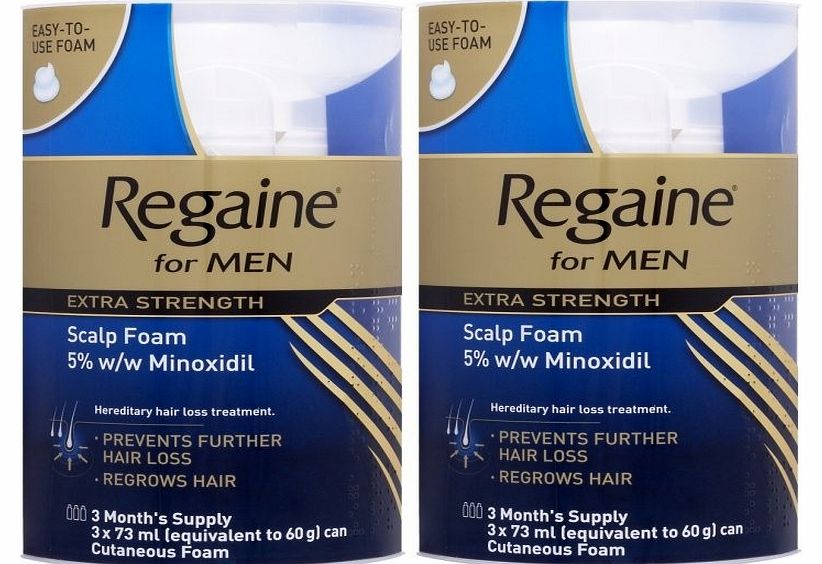 EASY-TO-
USE FOAM
Regaine®
for MEN
EXTRA STRENGTH
Scalp Foam
5% w/w Minoxidil
Hereditary hair loss treatment.
· PREVENTS FURTHER
HAIR LOSS
· REGROWS HAIR
3 Month's Supply
3 x 73 ml (equivalent to 60 g) can
Cutaneous Foam
EASY-TO-
USE FOAM
Regaine®
for MEN
EXTRA STRENGTH
Scalp Foam
5% w/w Minoxidil
Hereditary hair loss treatment.
· PREVENTS FURTHER
HAIR LOSS
· REGROWS HAIR
3 Month's Supply
3 x 73 ml (equivalent to 60 g) can
Cutaneous Foam